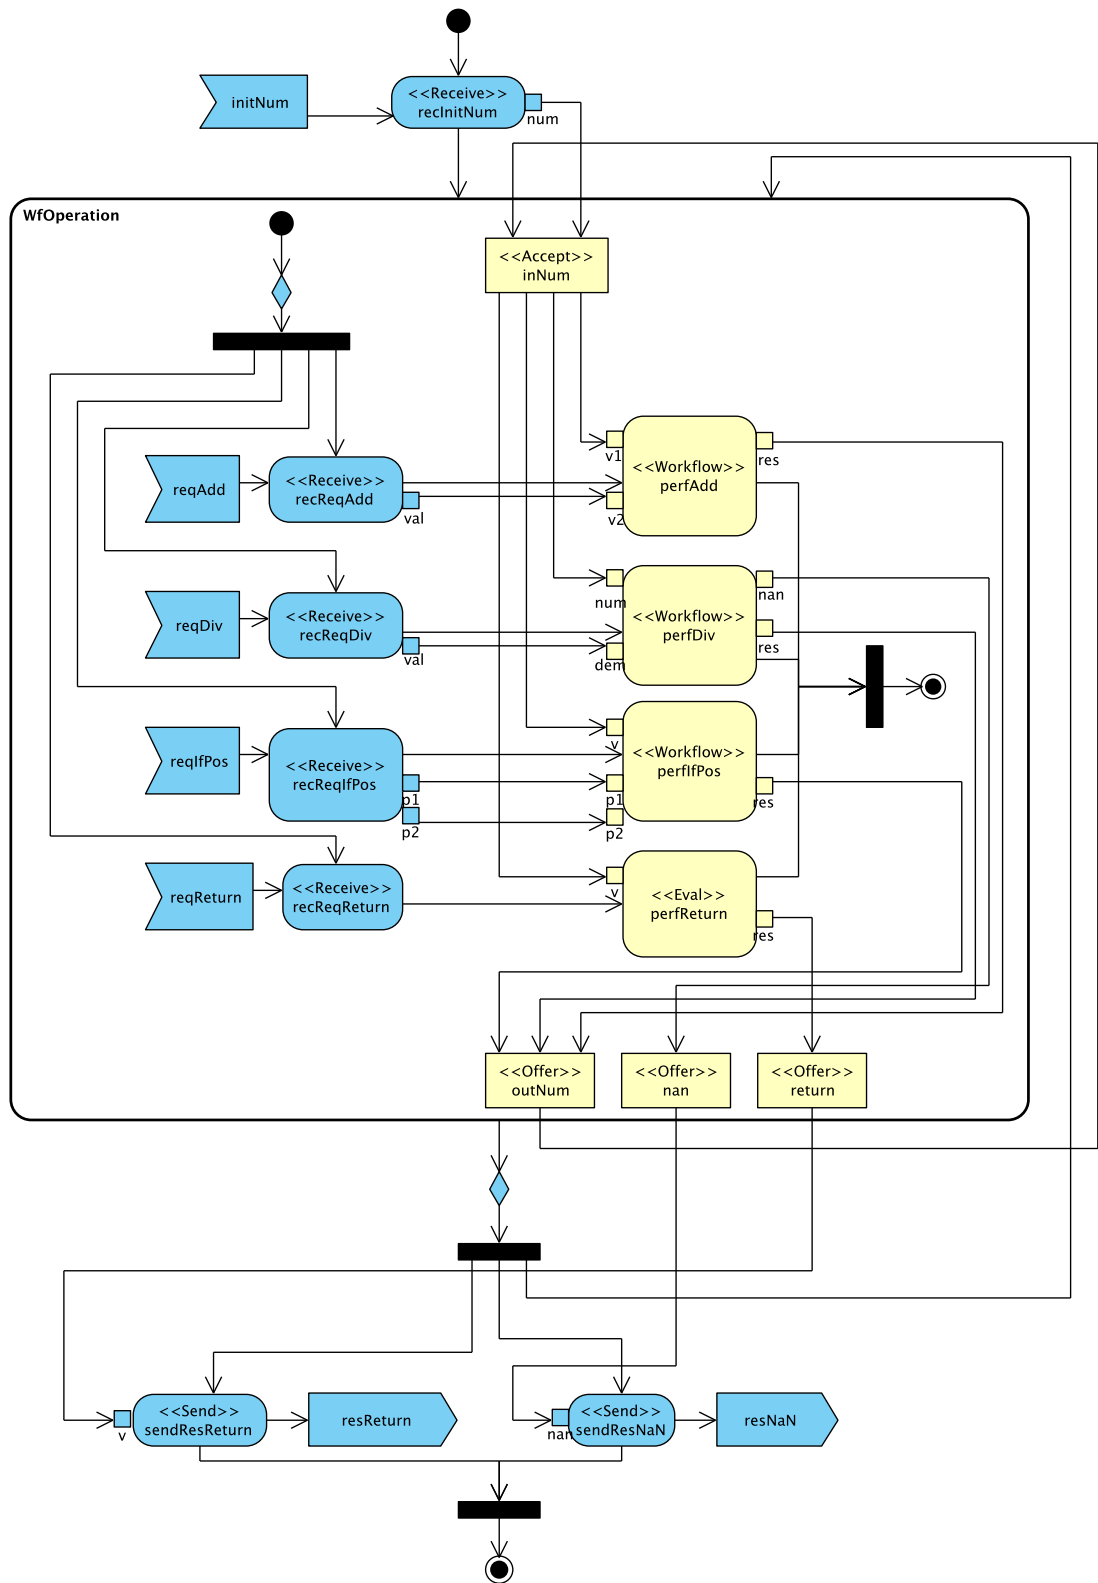 <<Receive>>
initNum
recInitNum
num
WfOperation
<<Accept>>
inNum
v1
res
<<Workflow>>
perfAdd
<<Receive>>
reqAdd
recReqAdd
val
v2
nan
num
<<Receive>>
<<Workflow>>
reqDiv
recReqDiv
perfDiv
val
res
dem
v
<<Workflow>>
reqIfPos
<<Receive>>
perfIfPos
recReqIfPos
p1
p1
res
p2
p2
<<Receive>>
<<Eval>>
v
reqReturn
recReqReturn
perfReturn
res
<<Offer>>
outNum
<<Offer>>
nan
<<Offer>>
return
<<Send>>
sendResReturn
v
resReturn
<<Send>>
sendResNaN
nan
resNaN